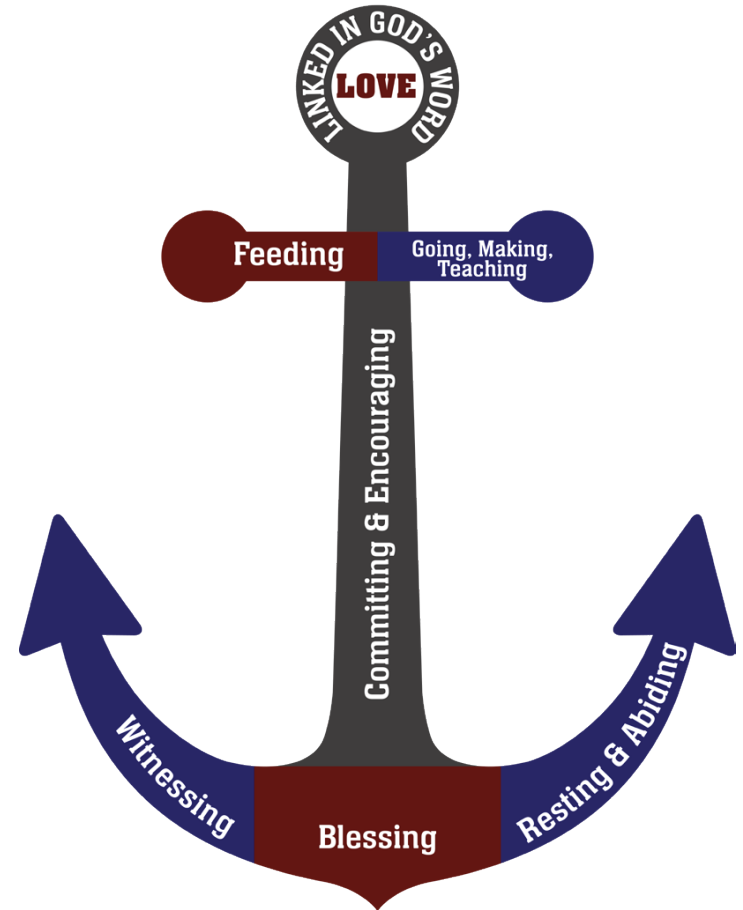 LINKED IN GOD'S WORD
LOVE
Feeding
Going, Making,
Teaching
Committing & Encouraging
Witnessing
Blessing
Resting & Abiding